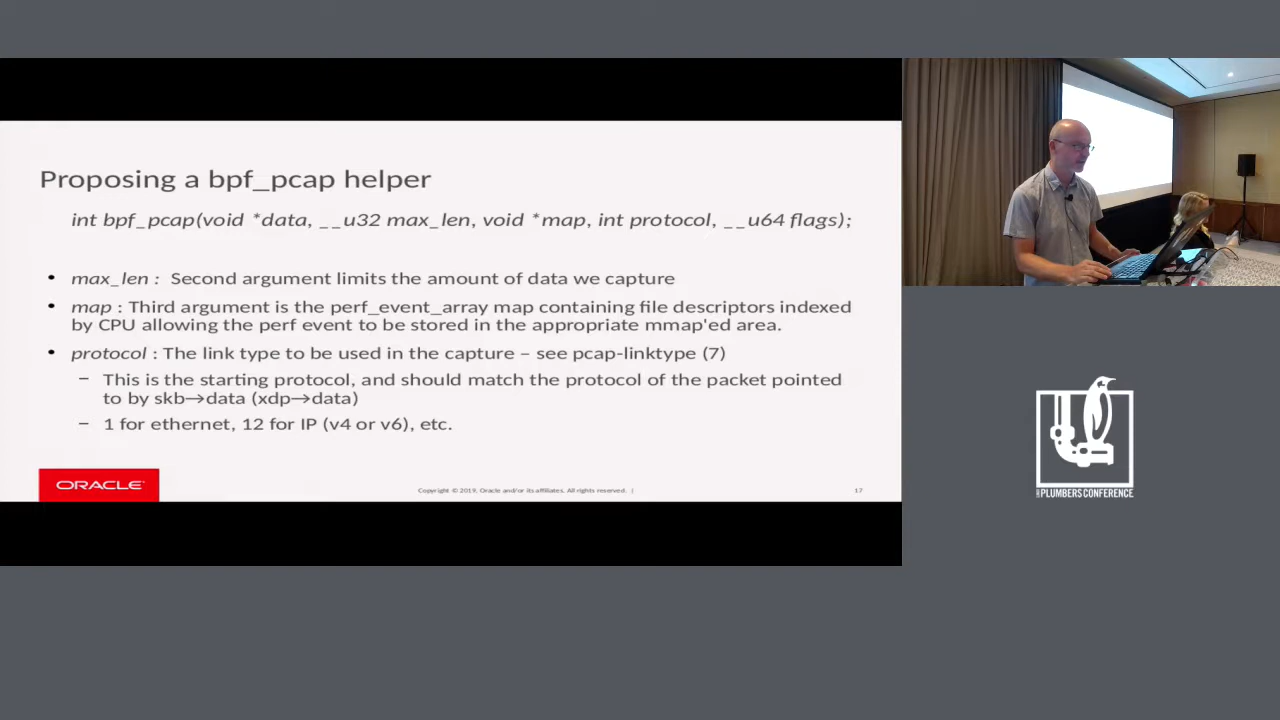 Proposing a bpf_pcap helper
int bpf_pcap(void *data, __u32 max_len, void *map, int protocol, __u64 flags);
• max_len : Second argument limits the amount of data we capture
• map : Third argument is the perf_event_array map containing file descriptors indexed
by CPU allowing the perf event to be stored in the appropriate mmap'ed area.
• protocol : The link type to be used in the capture – see pcap-linktype (7)
– This is the starting protocol, and should match the protocol of the packet pointed
to by skb→data (xdp→data)
– 1 for ethernet, 12 for IP (v4 or v6), etc.
ORACLE
Copyright © 2019, Oracle and/or its affiliates. All rights reserved. |
17
PLUMBERS CONFERENCE